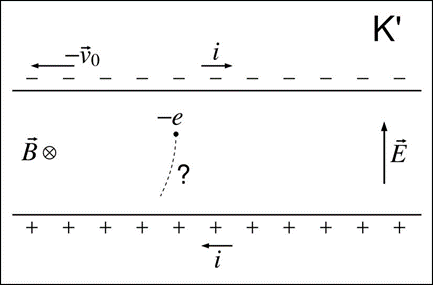 K'
−v⃗₀
i
− − − − − − − − − − −
−e
B⃗ ⊗
?
E⃗
+ + + + + + + + + + +
i